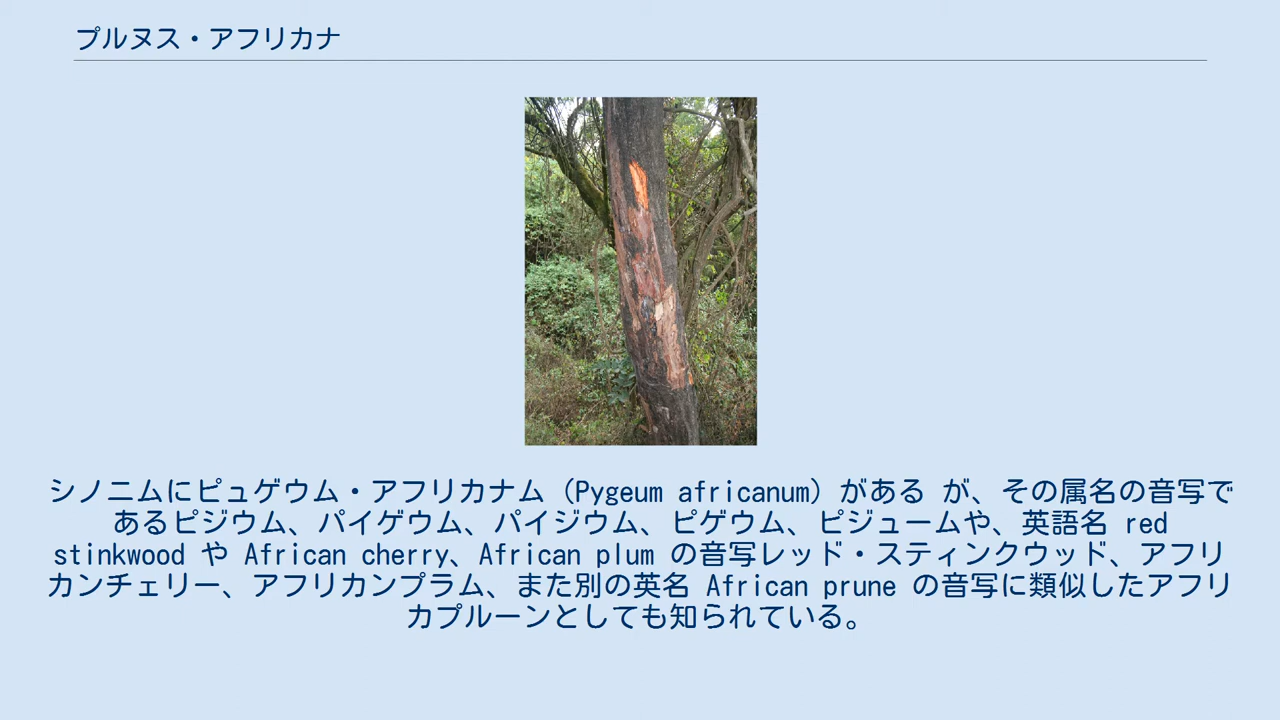 プルヌス・アフリカナ
シノニムにピュゲウム・アフリカナム（Pygeum africanum）がある が、その属名の音写で
あるピジウム、パイゲウム、パイジウム、ピゲウム、ピジュームや、英語名 red
stinkwood や African cherry、African plum の音写レッド・スティンクウッド、アフリ
カンチェリー、アフリカンプラム、また別の英名 African prune の音写に類似したアフリ
カプルーンとしても知られている。